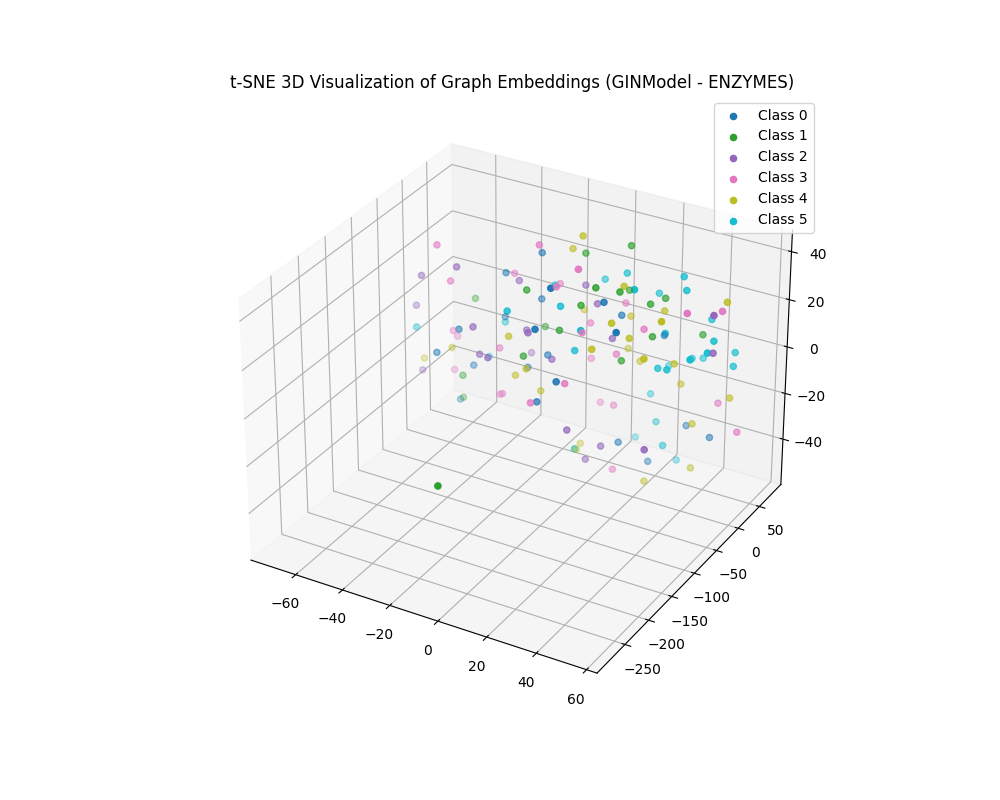 t-SNE 3D Visualization of Graph Embeddings (GINModel - ENZYMES)
Class 0
Class 1
Class 2
Class 3
Class 4
Class 5
40
20
0
−20
−40
50
0
−50
−100
−150
−200
−250
−60
−40
−20
0
20
40
60